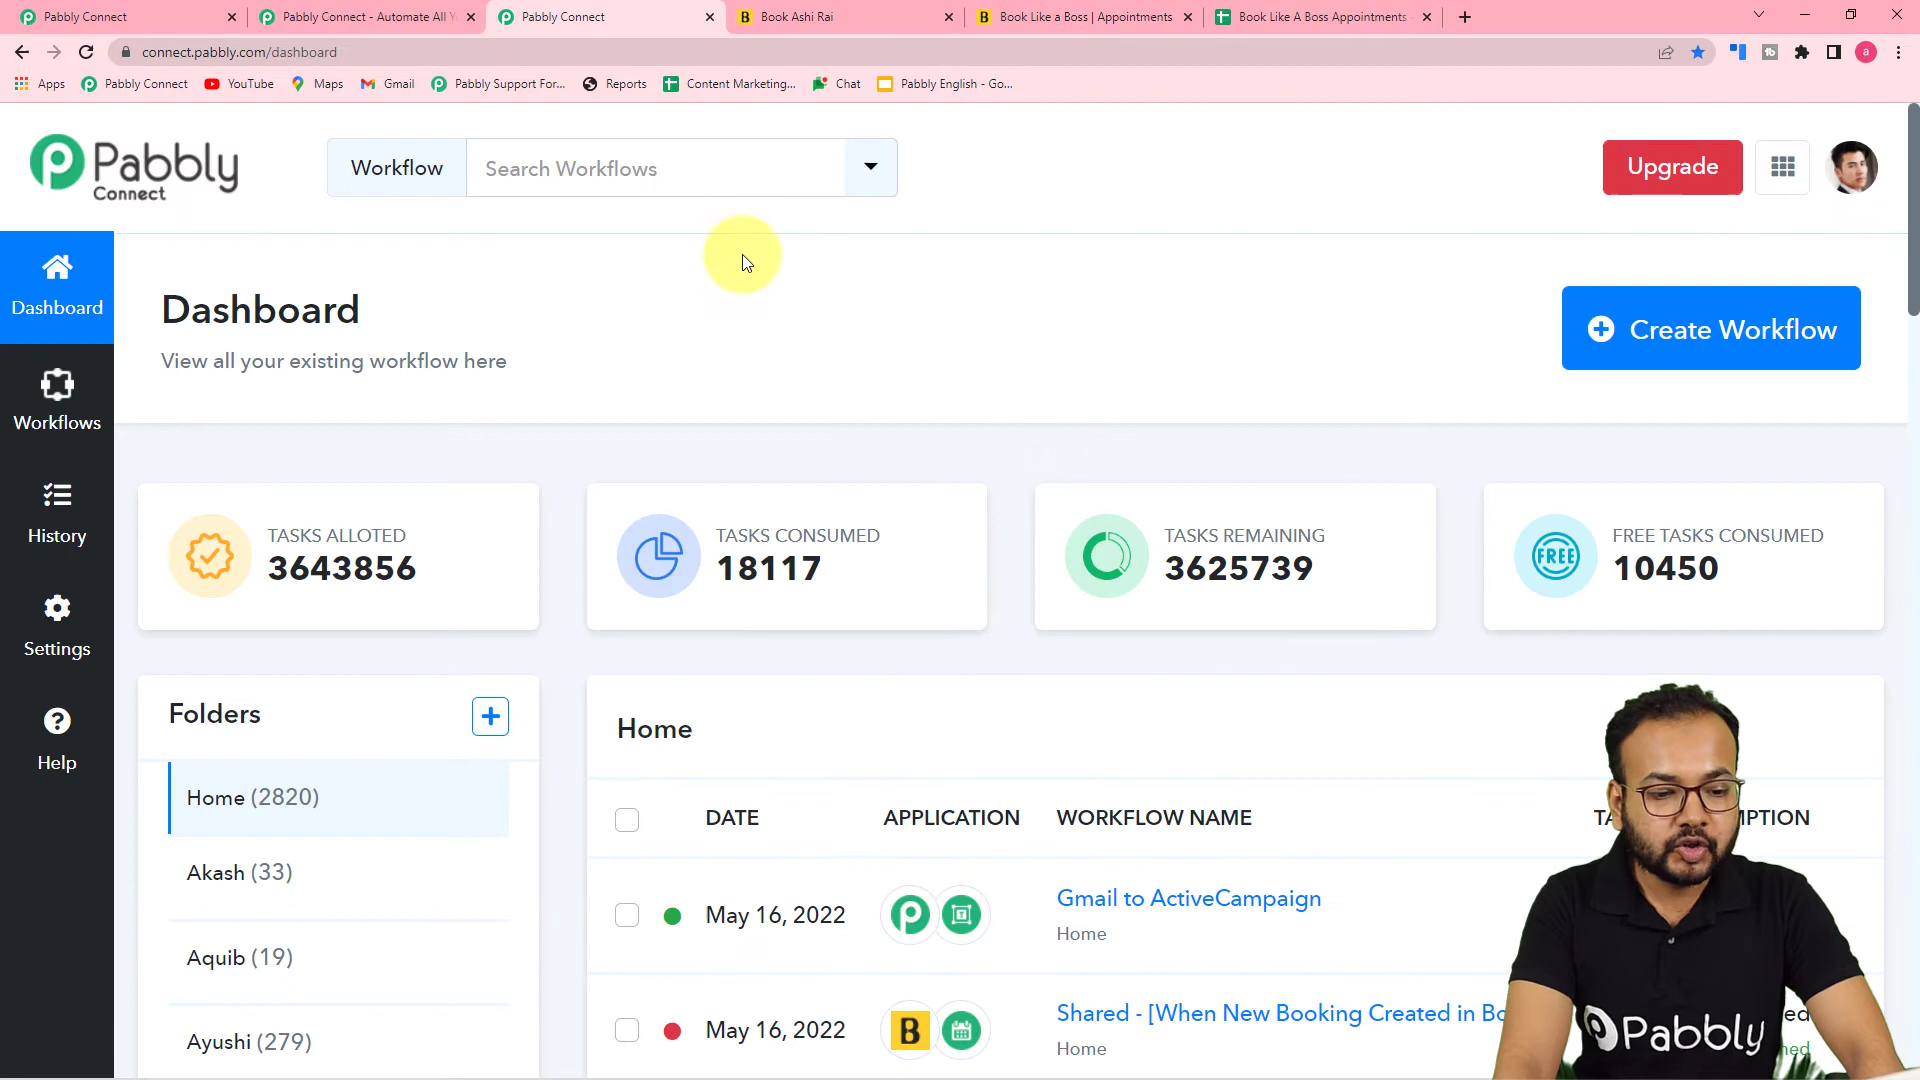 Pabbly Connect
Pabbly Connect - Automate All Y
Pabbly Connect
Book Ashi Rai
Book Like a Boss | Appointments
Book Like A Boss Appointments
connect.pabbly.com/dashboard
Apps
Pabbly Connect
YouTube
Maps
Gmail
Pabbly Support For...
Reports
Content Marketing...
Chat
Pabbly English - Go...
Pabbly
Connect
Workflow
Search Workflows
Upgrade
Dashboard
Workflows
History
Settings
Help
Dashboard
View all your existing workflow here
Create Workflow
TASKS ALLOTED
3643856
TASKS CONSUMED
18117
TASKS REMAINING
3625739
FREE
FREE TASKS CONSUMED
10450
Folders
Home (2820)
Akash (33)
Aquib (19)
Ayushi (279)
Home
DATE APPLICATION WORKFLOW NAME TA MPTION
May 16, 2022 Gmail to ActiveCampaign
Home
May 16, 2022 Shared - [When New Booking Created in Bo
Home
Pabbly